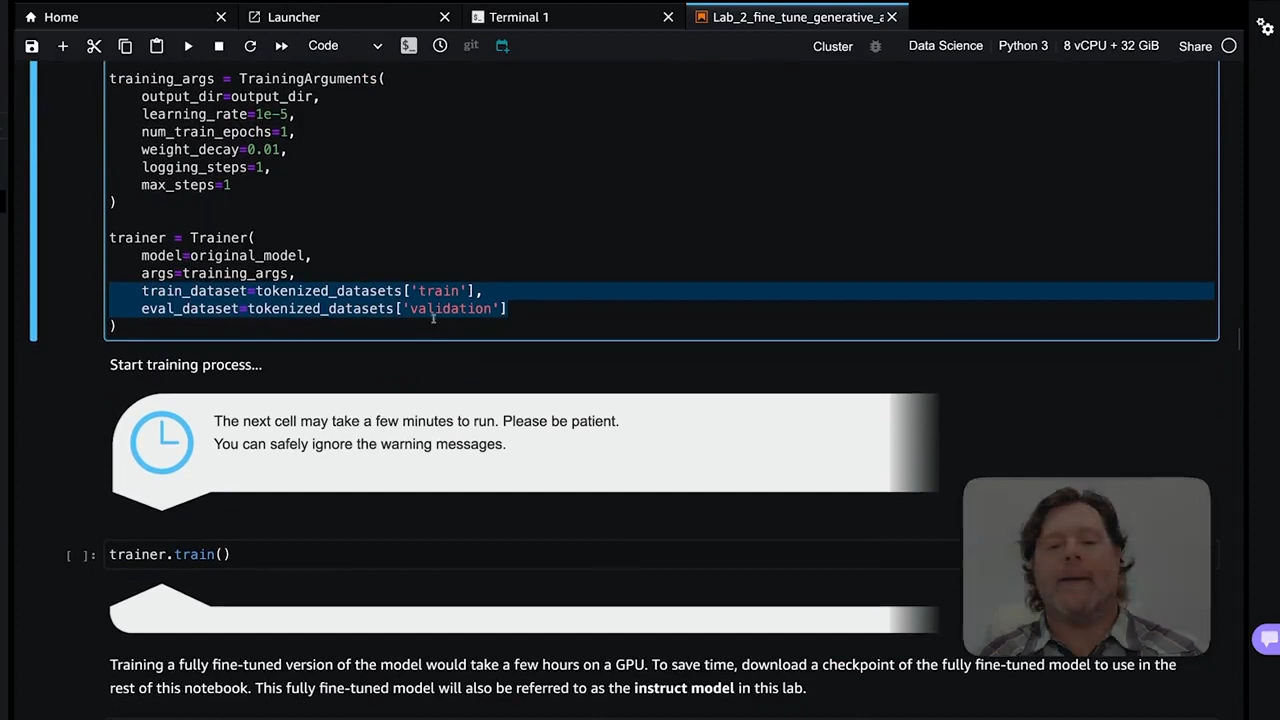 Home
Launcher
Terminal 1
Lab_2_fine_tune_generative_a
Code
git
Cluster
Data Science
Python 3
8 vCPU + 32 GiB
Share
training_args = TrainingArguments(
    output_dir=output_dir,
    learning_rate=1e-5,
    num_train_epochs=1,
    weight_decay=0.01,
    logging_steps=1,
    max_steps=1
)
trainer = Trainer(
    model=original_model,
    args=training_args,
    train_dataset=tokenized_datasets['train'],
    eval_dataset=tokenized_datasets['validation']
)
Start training process...
The next cell may take a few minutes to run. Please be patient.
You can safely ignore the warning messages.
[ ]: trainer.train()
Training a fully fine-tuned version of the model would take a few hours on a GPU. To save time, download a checkpoint of the fully fine-tuned model to use in the
rest of this notebook. This fully fine-tuned model will also be referred to as the instruct model in this lab.